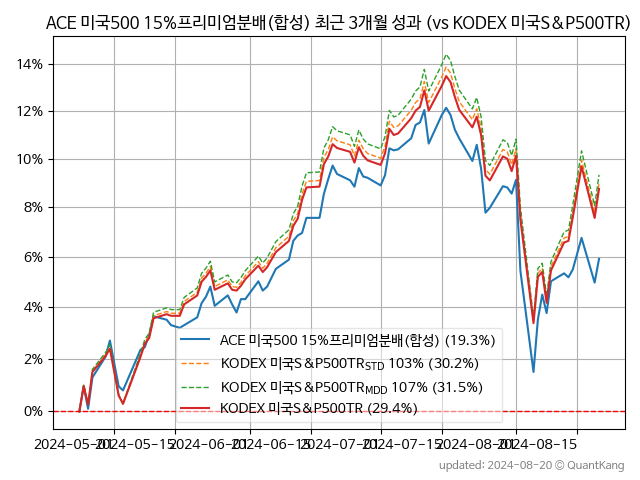 ACE 미국500 15%프리미엄분배(합성) 최근 3개월 성과 (vs KODEX 미국S&P500TR)
14%
12%
10%
8%
6%
4%
2%
0%
ACE 미국500 15%프리미엄분배(합성) (19.3%)
KODEX 미국S&P500TR STD 103% (30.2%)
KODEX 미국S&P500TR MDD 107% (31.5%)
KODEX 미국S&P500TR (29.4%)
2024-05-01 2024-05-15 2024-06-01 2024-06-15 2024-07-01 2024-07-15 2024-08-01 2024-08-15
updated: 2024-08-20 © QuantKang